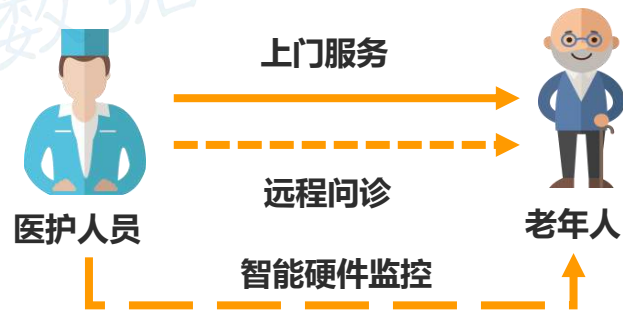 上门服务
远程问诊
医护人员
老年人
智能硬件监控